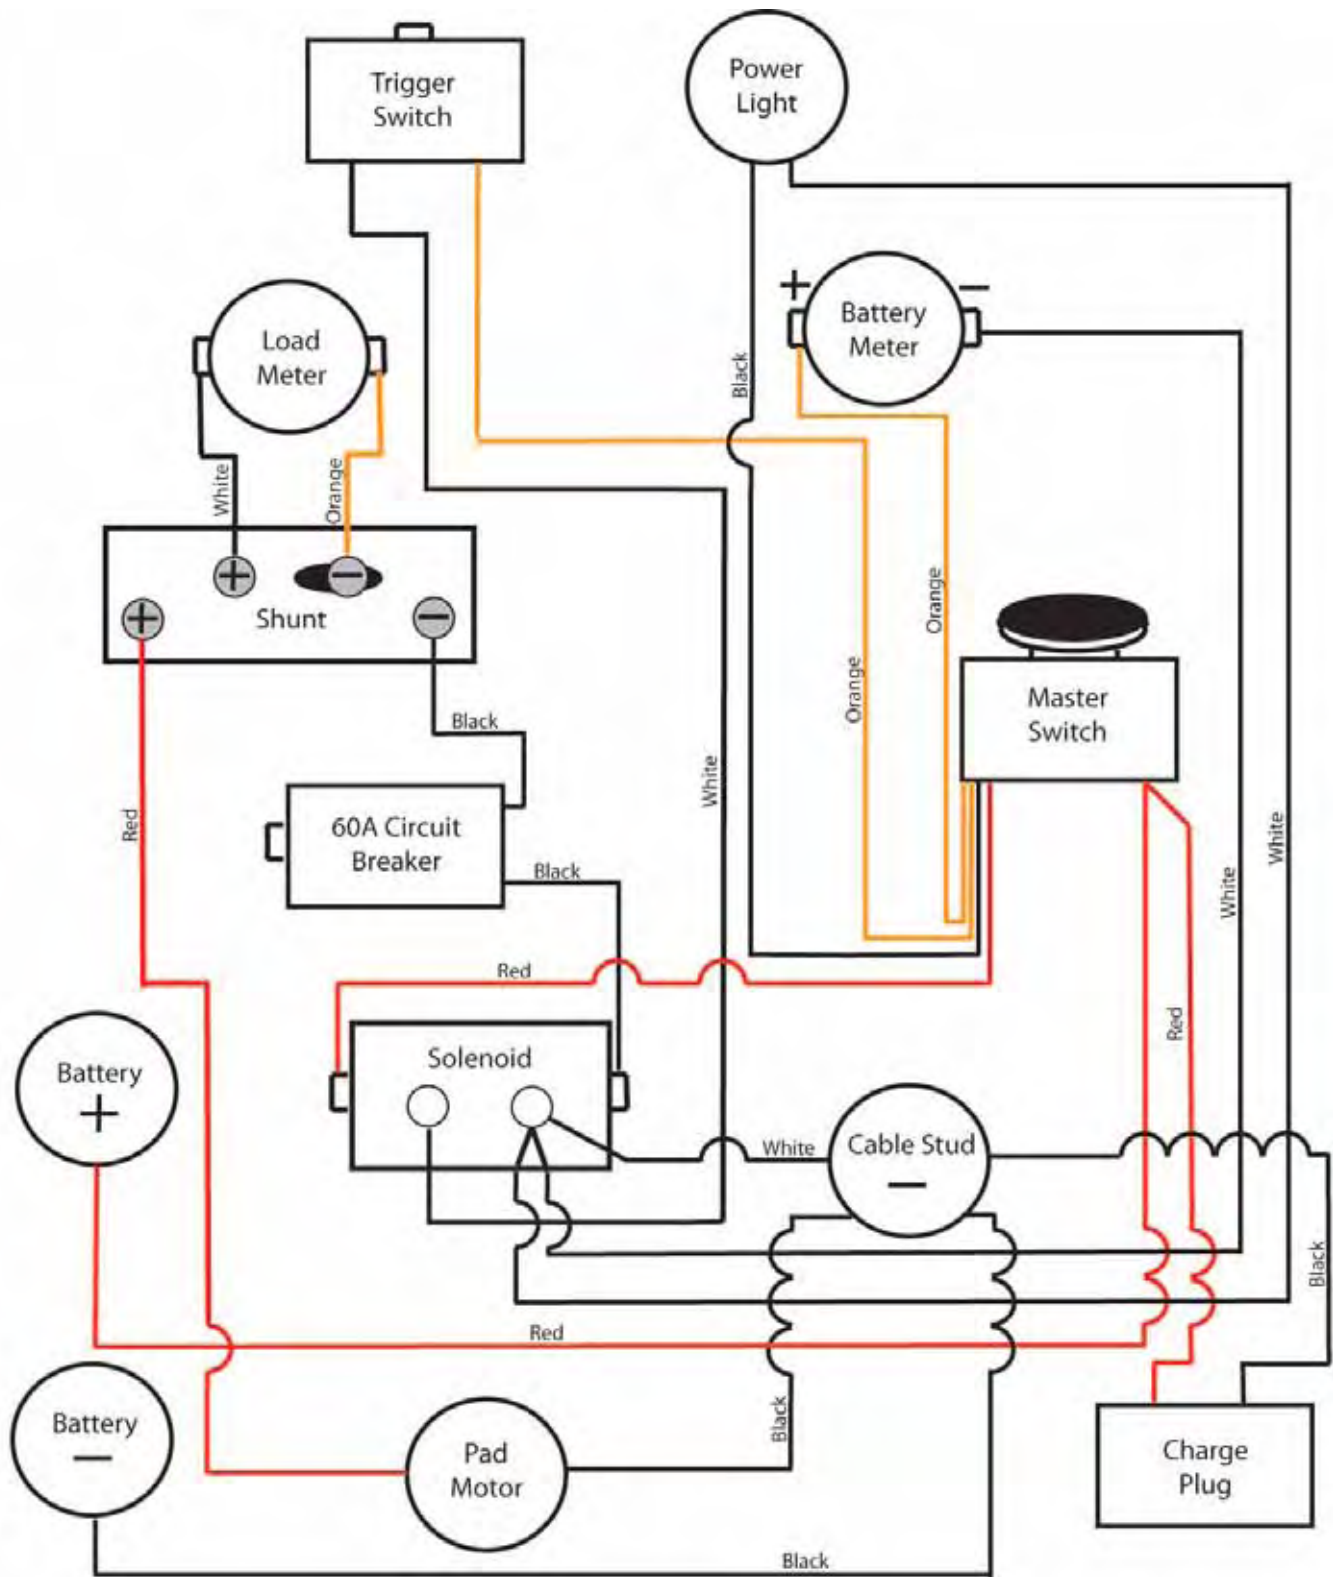 Trigger
Switch
Power
Light
Load
Meter
+
−
Battery
Meter
Black
White
Orange
+
−
Shunt
+
−
Orange
Orange
Master
Switch
Black
White
Red
60A Circuit
Breaker
Black
White
White
Red
Red
Battery
+
Solenoid
White
Cable Stud
−
Black
Red
Battery
−
Pad
Motor
Black
Charge
Plug
Black